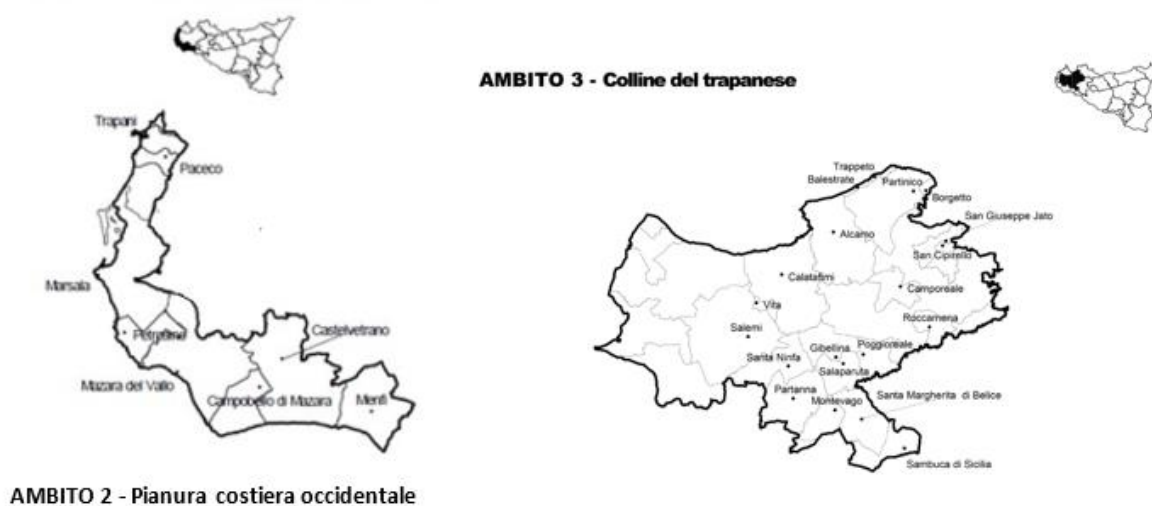 Trapani
Paceco
Marsala
Petrosino
Castelvetrano
Mazara del Vallo
Campobello di Mazara
Menfi
AMBITO 2 - Pianura costiera occidentale
AMBITO 3 - Colline del trapanese
Trappeto
Balestrate
Partinico
Borgetto
San Giuseppe Jato
Alcamo
San Cipirello
Calatafimi
Camporeale
Vita
Roccamena
Salemi
Gibellina
Poggioreale
Santa Ninfa
Salaparuta
Partanna
Santa Margherita di Belice
Montevago
Sambuca di Sicilia